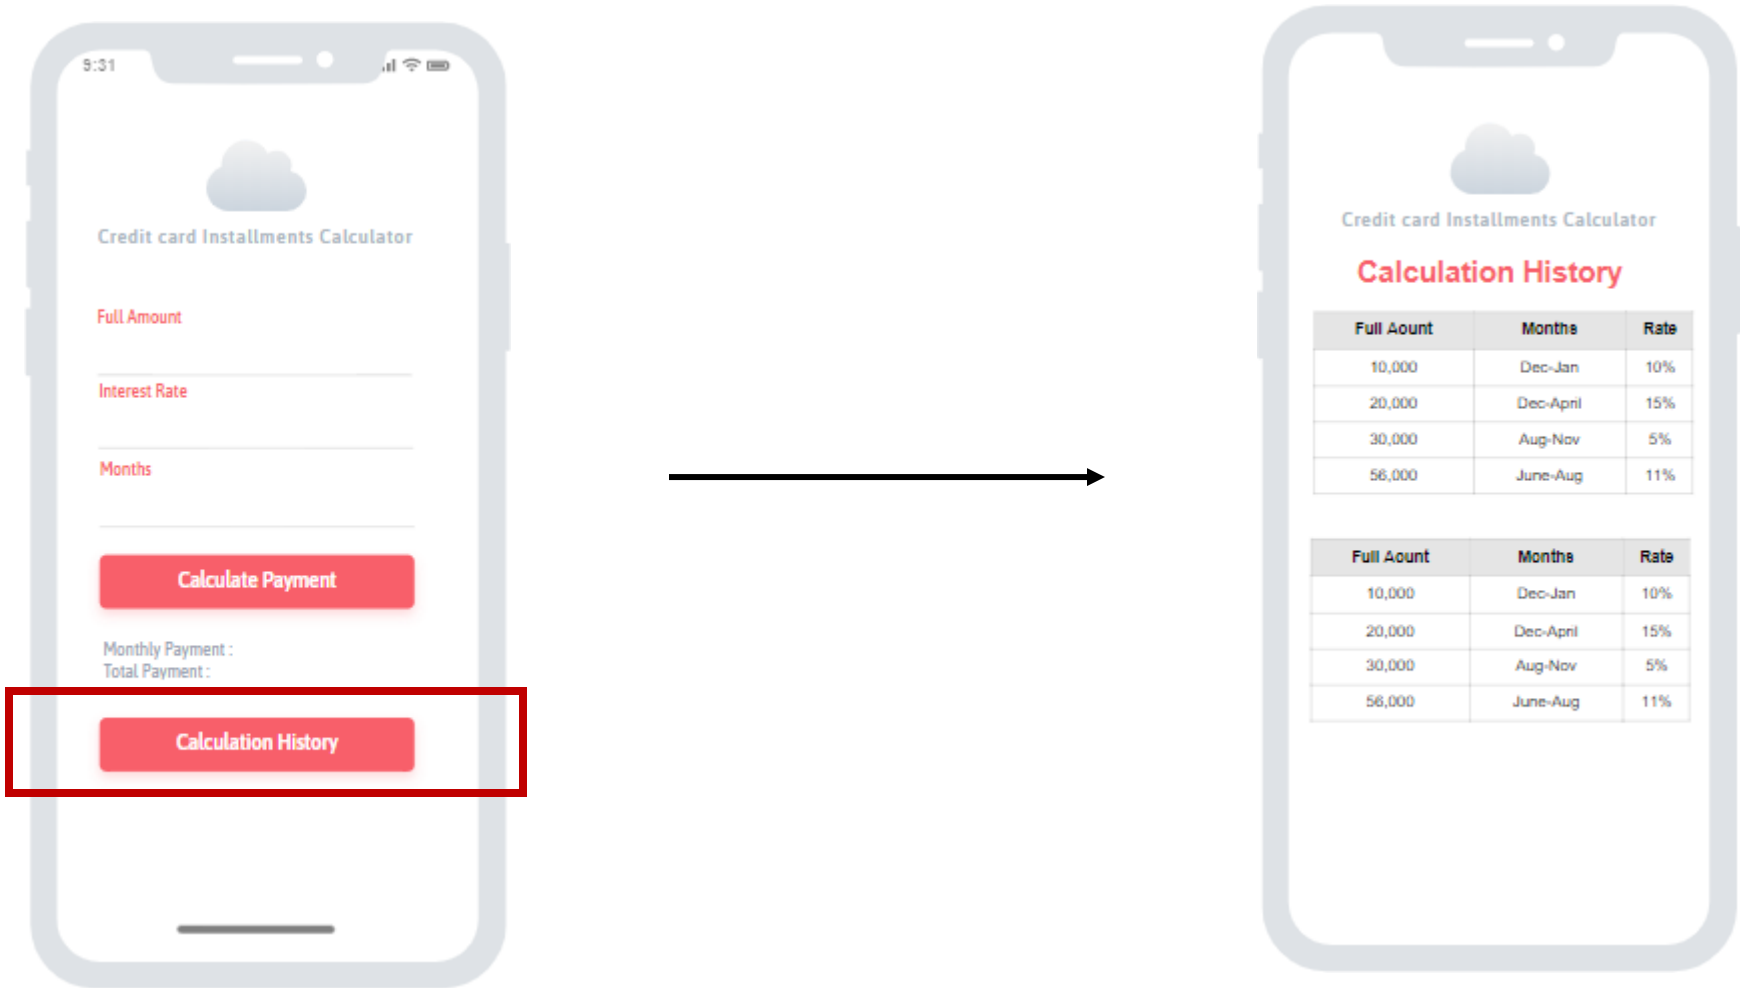 9:31
Credit card Installments Calculator
Full Amount
Interest Rate
Months
Calculate Payment
Monthly Payment :
Total Payment :
Calculation History
Credit card Installments Calculator
Calculation History
Full Aount Months Rate
10,000 Dec-Jan 10%
20,000 Dec-April 15%
30,000 Aug-Nov 5%
56,000 June-Aug 11%
Full Aount Months Rate
10,000 Dec-Jan 10%
20,000 Dec-April 15%
30,000 Aug-Nov 5%
56,000 June-Aug 11%